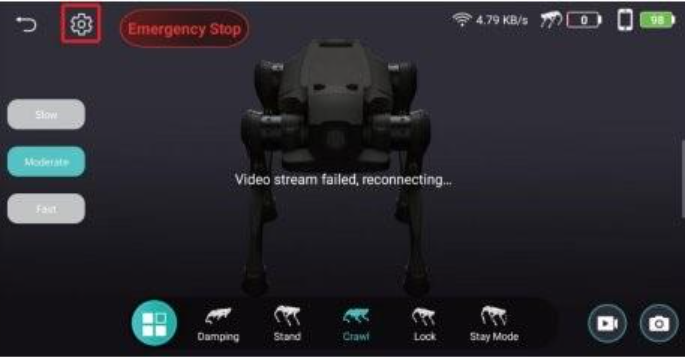 Emergency Stop
4.79 KB/s
0
98
Slow
Moderate
Fast
Video stream failed, reconnecting...
Damping
Stand
Crawl
Lock
Stay Mode